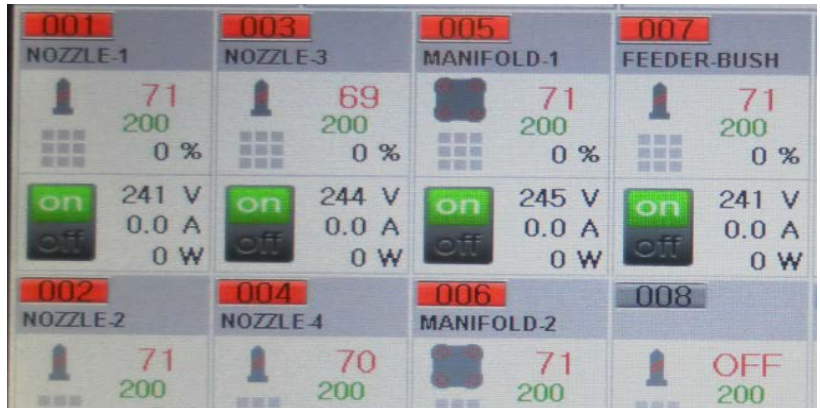 001 003 005 007
NOZZLE-1 NOZZLE-3 MANIFOLD-1 FEEDER-BUSH
71 69 71 71
200 200 200 200
0 % 0 % 0 % 0 %
on 241 V on 244 V on 245 V on 241 V
off 0.0 A off 0.0 A off 0.0 A off 0.0 A
0 W 0 W 0 W 0 W
002 004 006 008
NOZZLE-2 NOZZLE-4 MANIFOLD-2
71 70 71 OFF
200 200 200 200